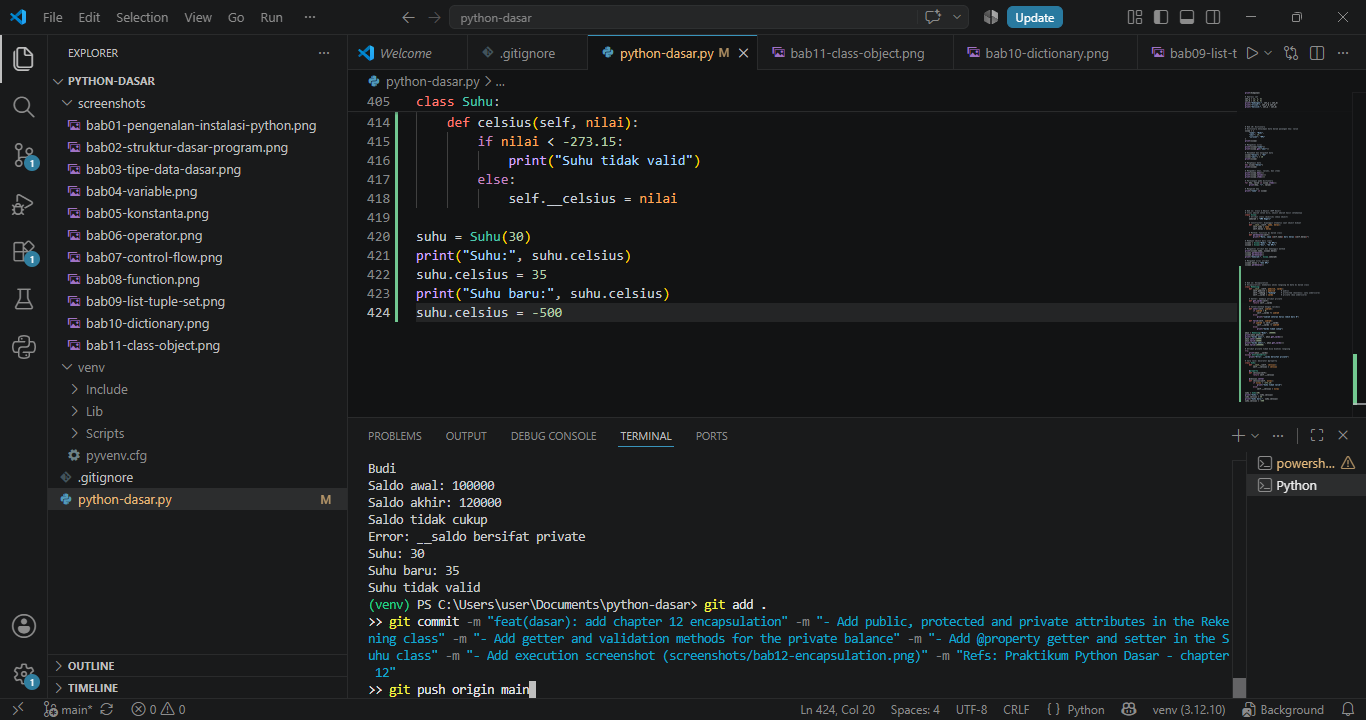 File Edit Selection View Go Run ··· python-dasar Update
EXPLORER ···
PYTHON-DASAR
screenshots
bab01-pengenalan-instalasi-python.png
bab02-struktur-dasar-program.png
bab03-tipe-data-dasar.png
bab04-variable.png
bab05-konstanta.png
bab06-operator.png
bab07-control-flow.png
bab08-function.png
bab09-list-tuple-set.png
bab10-dictionary.png
bab11-class-object.png
venv
Include
Lib
Scripts
pyvenv.cfg
.gitignore
python-dasar.py M
OUTLINE
TIMELINE
1
1
1
Welcome .gitignore python-dasar.py M bab11-class-object.png bab10-dictionary.png bab09-list-t ···
python-dasar.py > ...
405 class Suhu:
414 def celsius(self, nilai):
415 if nilai < -273.15:
416 print("Suhu tidak valid")
417 else:
418 self.__celsius = nilai
419
420 suhu = Suhu(30)
421 print("Suhu:", suhu.celsius)
422 suhu.celsius = 35
423 print("Suhu baru:", suhu.celsius)
424 suhu.celsius = -500
PROBLEMS OUTPUT DEBUG CONSOLE TERMINAL PORTS ···
Budi
Saldo awal: 100000
Saldo akhir: 120000
Saldo tidak cukup
Error: __saldo bersifat private
Suhu: 30
Suhu baru: 35
Suhu tidak valid
(venv) PS C:\Users\user\Documents\python-dasar> git add .
>> git commit -m "feat(dasar): add chapter 12 encapsulation" -m "- Add public, protected and private attributes in the Reke
ning class" -m "- Add getter and validation methods for the private balance" -m "- Add @property getter and setter in the S
uhu class" -m "- Add execution screenshot (screenshots/bab12-encapsulation.png)" -m "Refs: Praktikum Python Dasar - chapter
12"
>> git push origin main
powersh...
Python
main* 0 0 Ln 424, Col 20 Spaces: 4 UTF-8 CRLF { } Python venv (3.12.10) Background